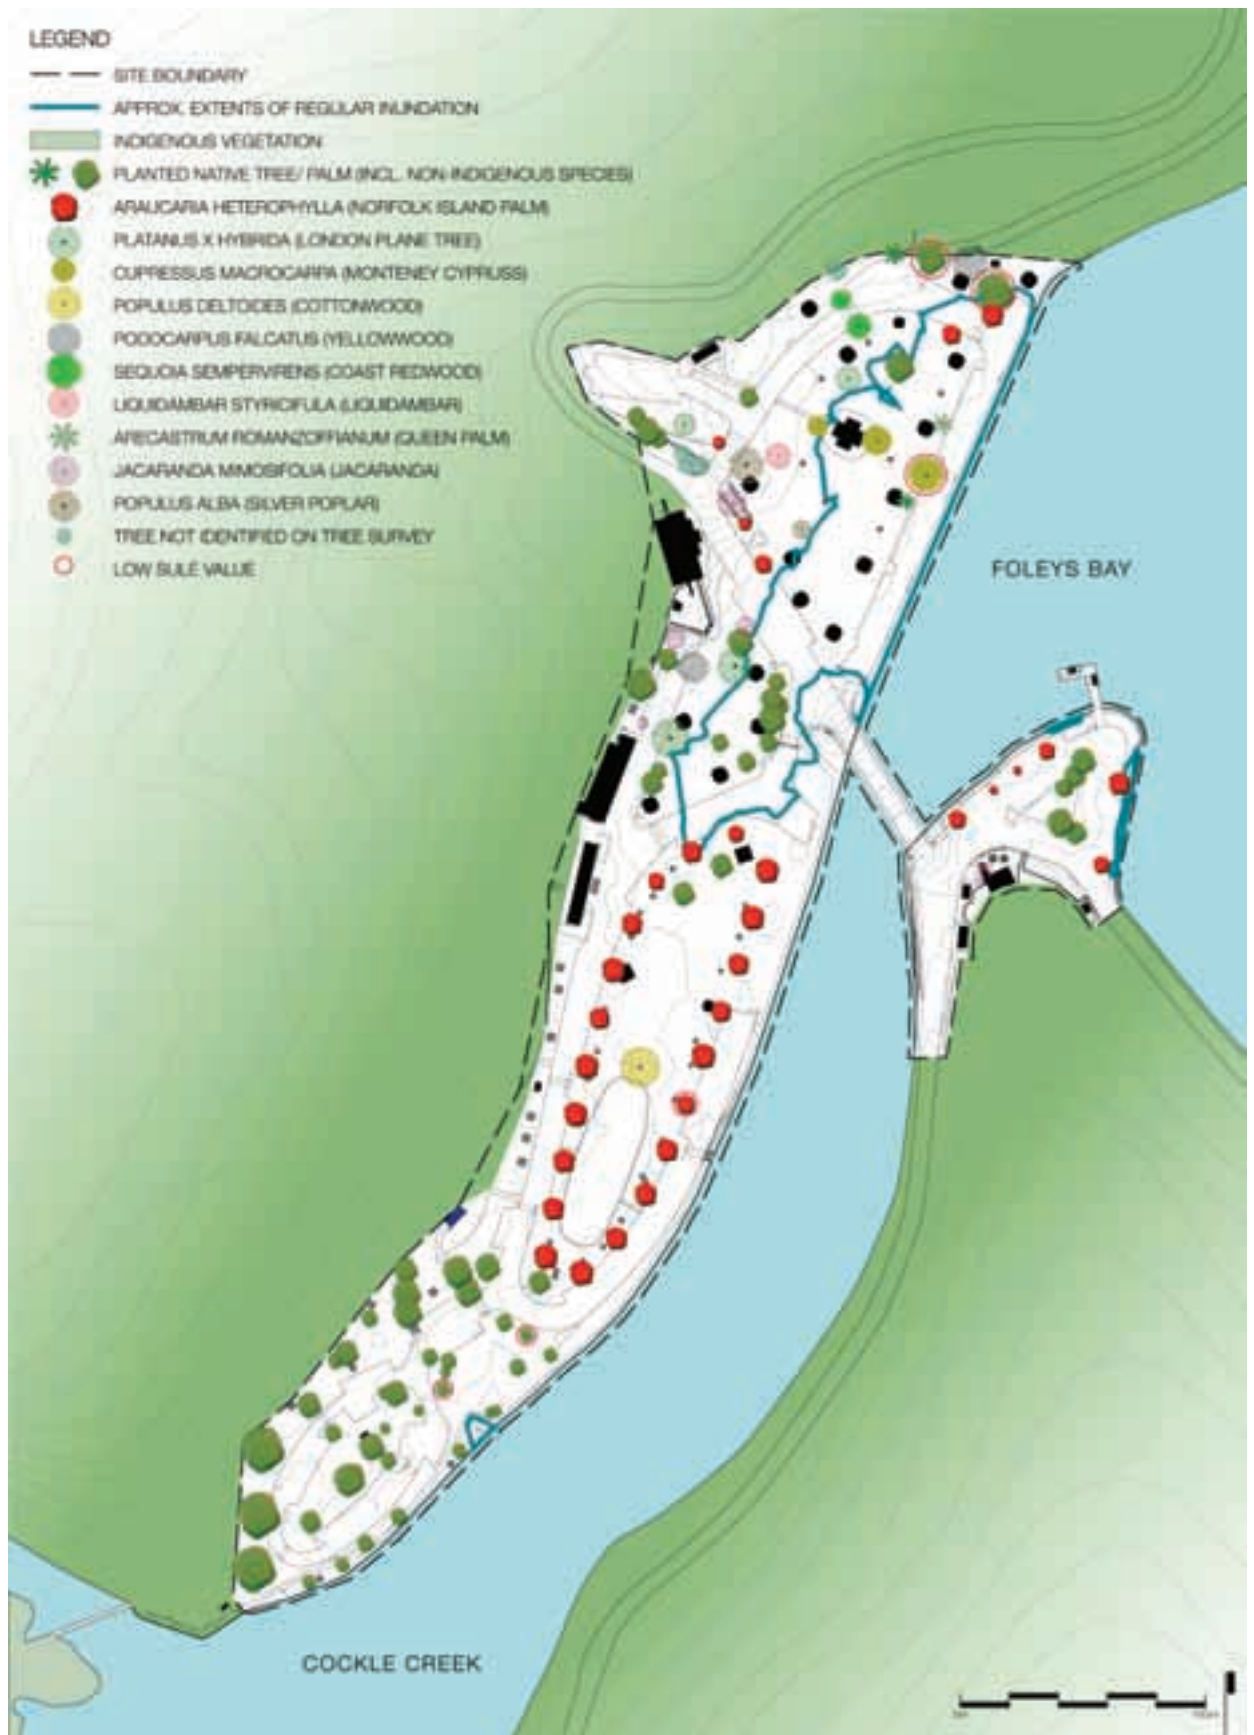 LEGEND
SITE BOUNDARY
APPROX. EXTENTS OF REGULAR INUNDATION
INDIGENOUS VEGETATION
PLANTED NATIVE TREE/ PALM (INCL. NON-INDIGENOUS SPECIES)
ARAUCARIA HETEROPHYLLA (NORFOLK ISLAND PALM)
PLATANUS X HYBRIDA (LONDON PLANE TREE)
CUPRESSUS MACROCARPA (MONTENEY CYPRUSS)
POPULUS DELTOIDES (COTTONWOOD)
PODOCARPUS FALCATUS (YELLOWWOOD)
SEQUOIA SEMPERVIRENS (COAST REDWOOD)
LIQUIDAMBAR STYRICIFULA (LIQUIDAMBAR)
ARECASTRUM ROMANZOFFIANUM (QUEEN PALM)
JACARANDA MIMOSIFOLIA (JACARANDA)
POPULUS ALBA (SILVER POPLAR)
TREE NOT IDENTIFIED ON TREE SURVEY
LOW SULE VALUE
FOLEYS BAY
COCKLE CREEK